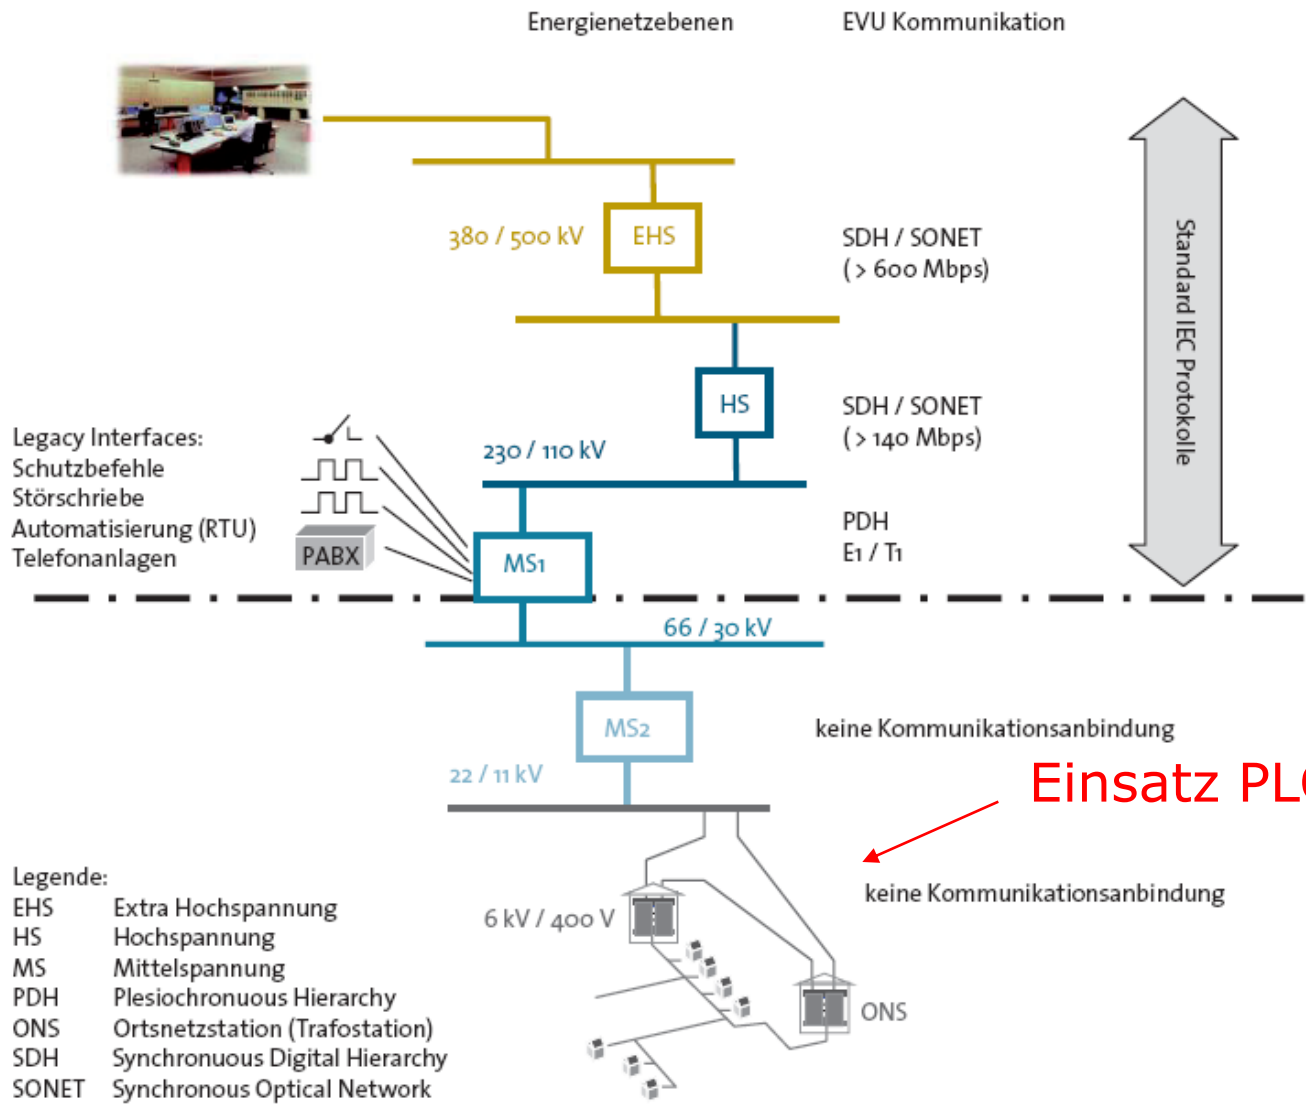 Energienetzebenen
EVU Kommunikation
380 / 500 kV
EHS
SDH / SONET
( > 600 Mbps)
Standard IEC Protokolle
HS
SDH / SONET
( > 140 Mbps)
230 / 110 kV
Legacy Interfaces:
Schutzbefehle
Störschriebe
Automatisierung (RTU)
Telefonanlagen
PABX
MS1
PDH
E1 / T1
66 / 30 kV
MS2
keine Kommunikationsanbindung
22 / 11 kV
Einsatz PLC
keine Kommunikationsanbindung
6 kV / 400 V
ONS
Legende:
EHS Extra Hochspannung
HS Hochspannung
MS Mittelspannung
PDH Plesiochronuous Hierarchy
ONS Ortsnetzstation (Trafostation)
SDH Synchronuous Digital Hierarchy
SONET Synchronous Optical Network